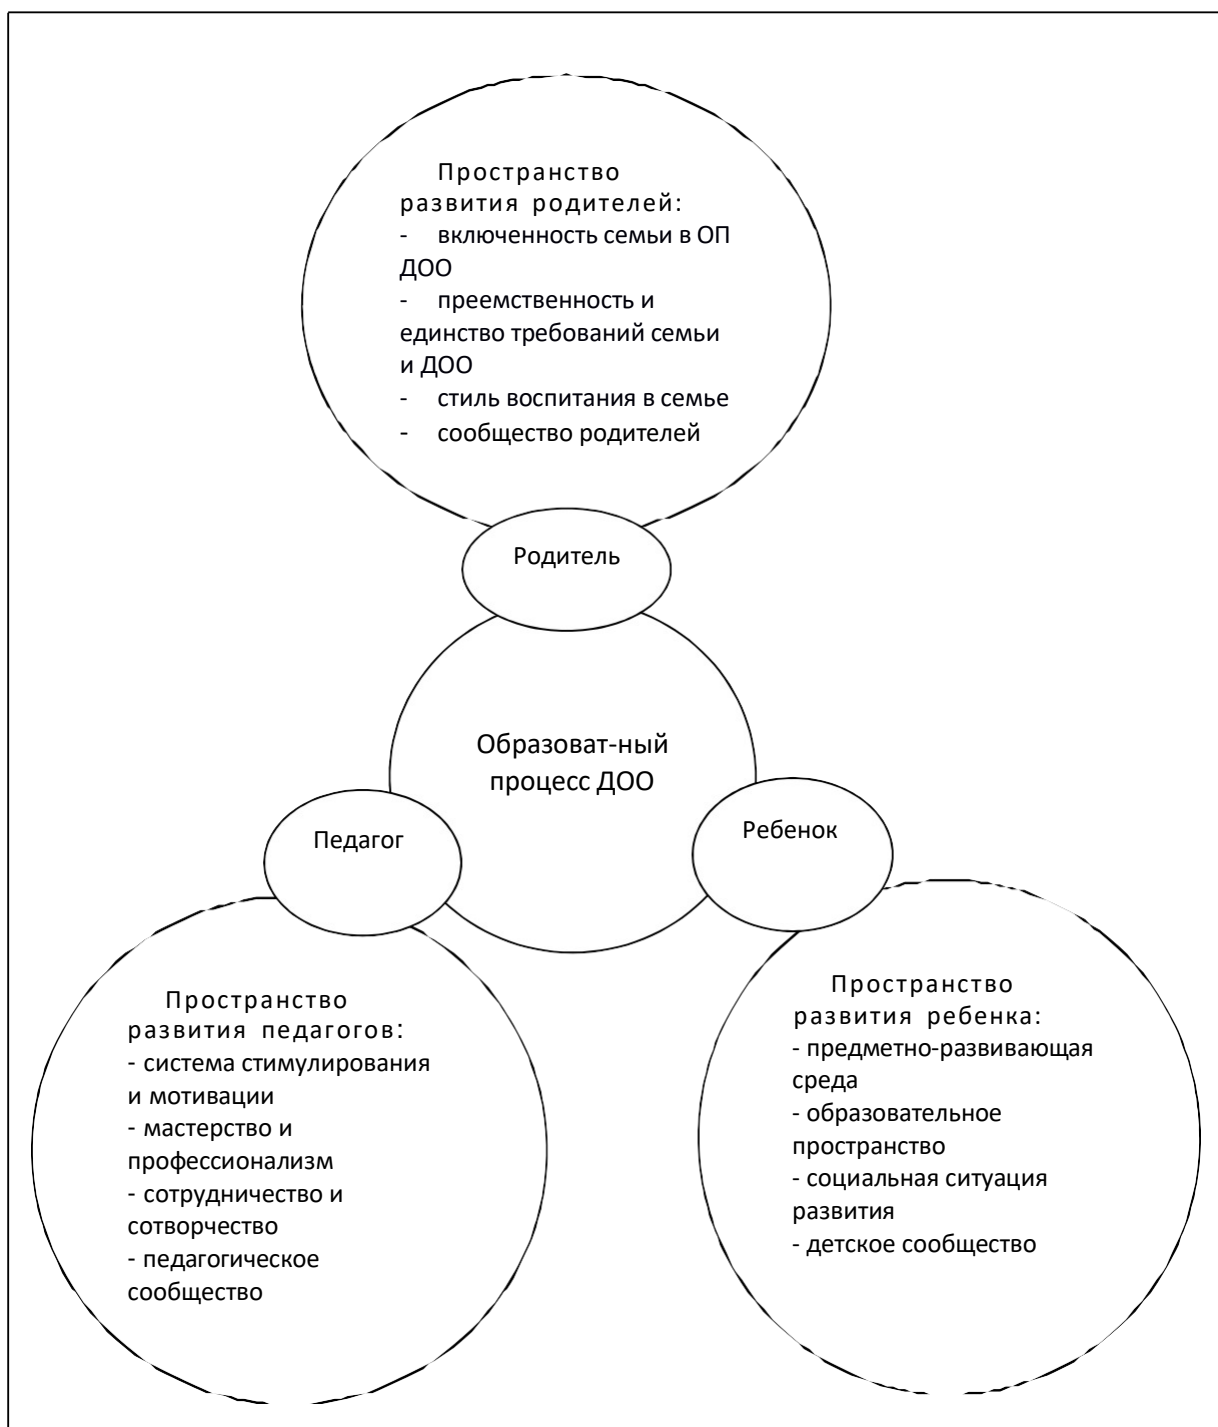 Пространство
развития родителей:
- включенность семьи в ОП
ДОО
- преемственность и
единство требований семьи
и ДОО
- стиль воспитания в семье
- сообщество родителей
Родитель
Образоват-ный
процесс ДОО
Педагог
Ребенок
Пространство
развития педагогов:
- система стимулирования
и мотивации
- мастерство и
профессионализм
- сотрудничество и
сотворчество
- педагогическое
сообщество
Пространство
развития ребенка:
- предметно-развивающая
среда
- образовательное
пространство
- социальная ситуация
развития
- детское сообщество